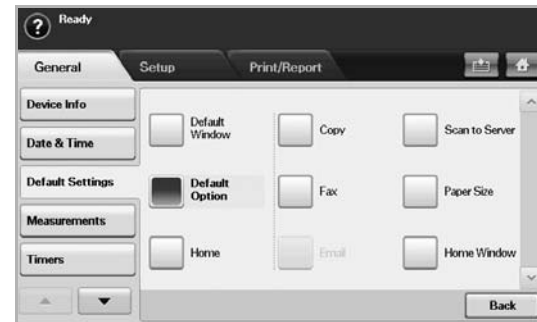 Ready
General Setup Print/Report
Device Info
Date & Time
Default Settings
Measurements
Timers
Default
Window
Copy
Scan to Server
Default
Option
Fax
Paper Size
Home
Email
Home Window
Back